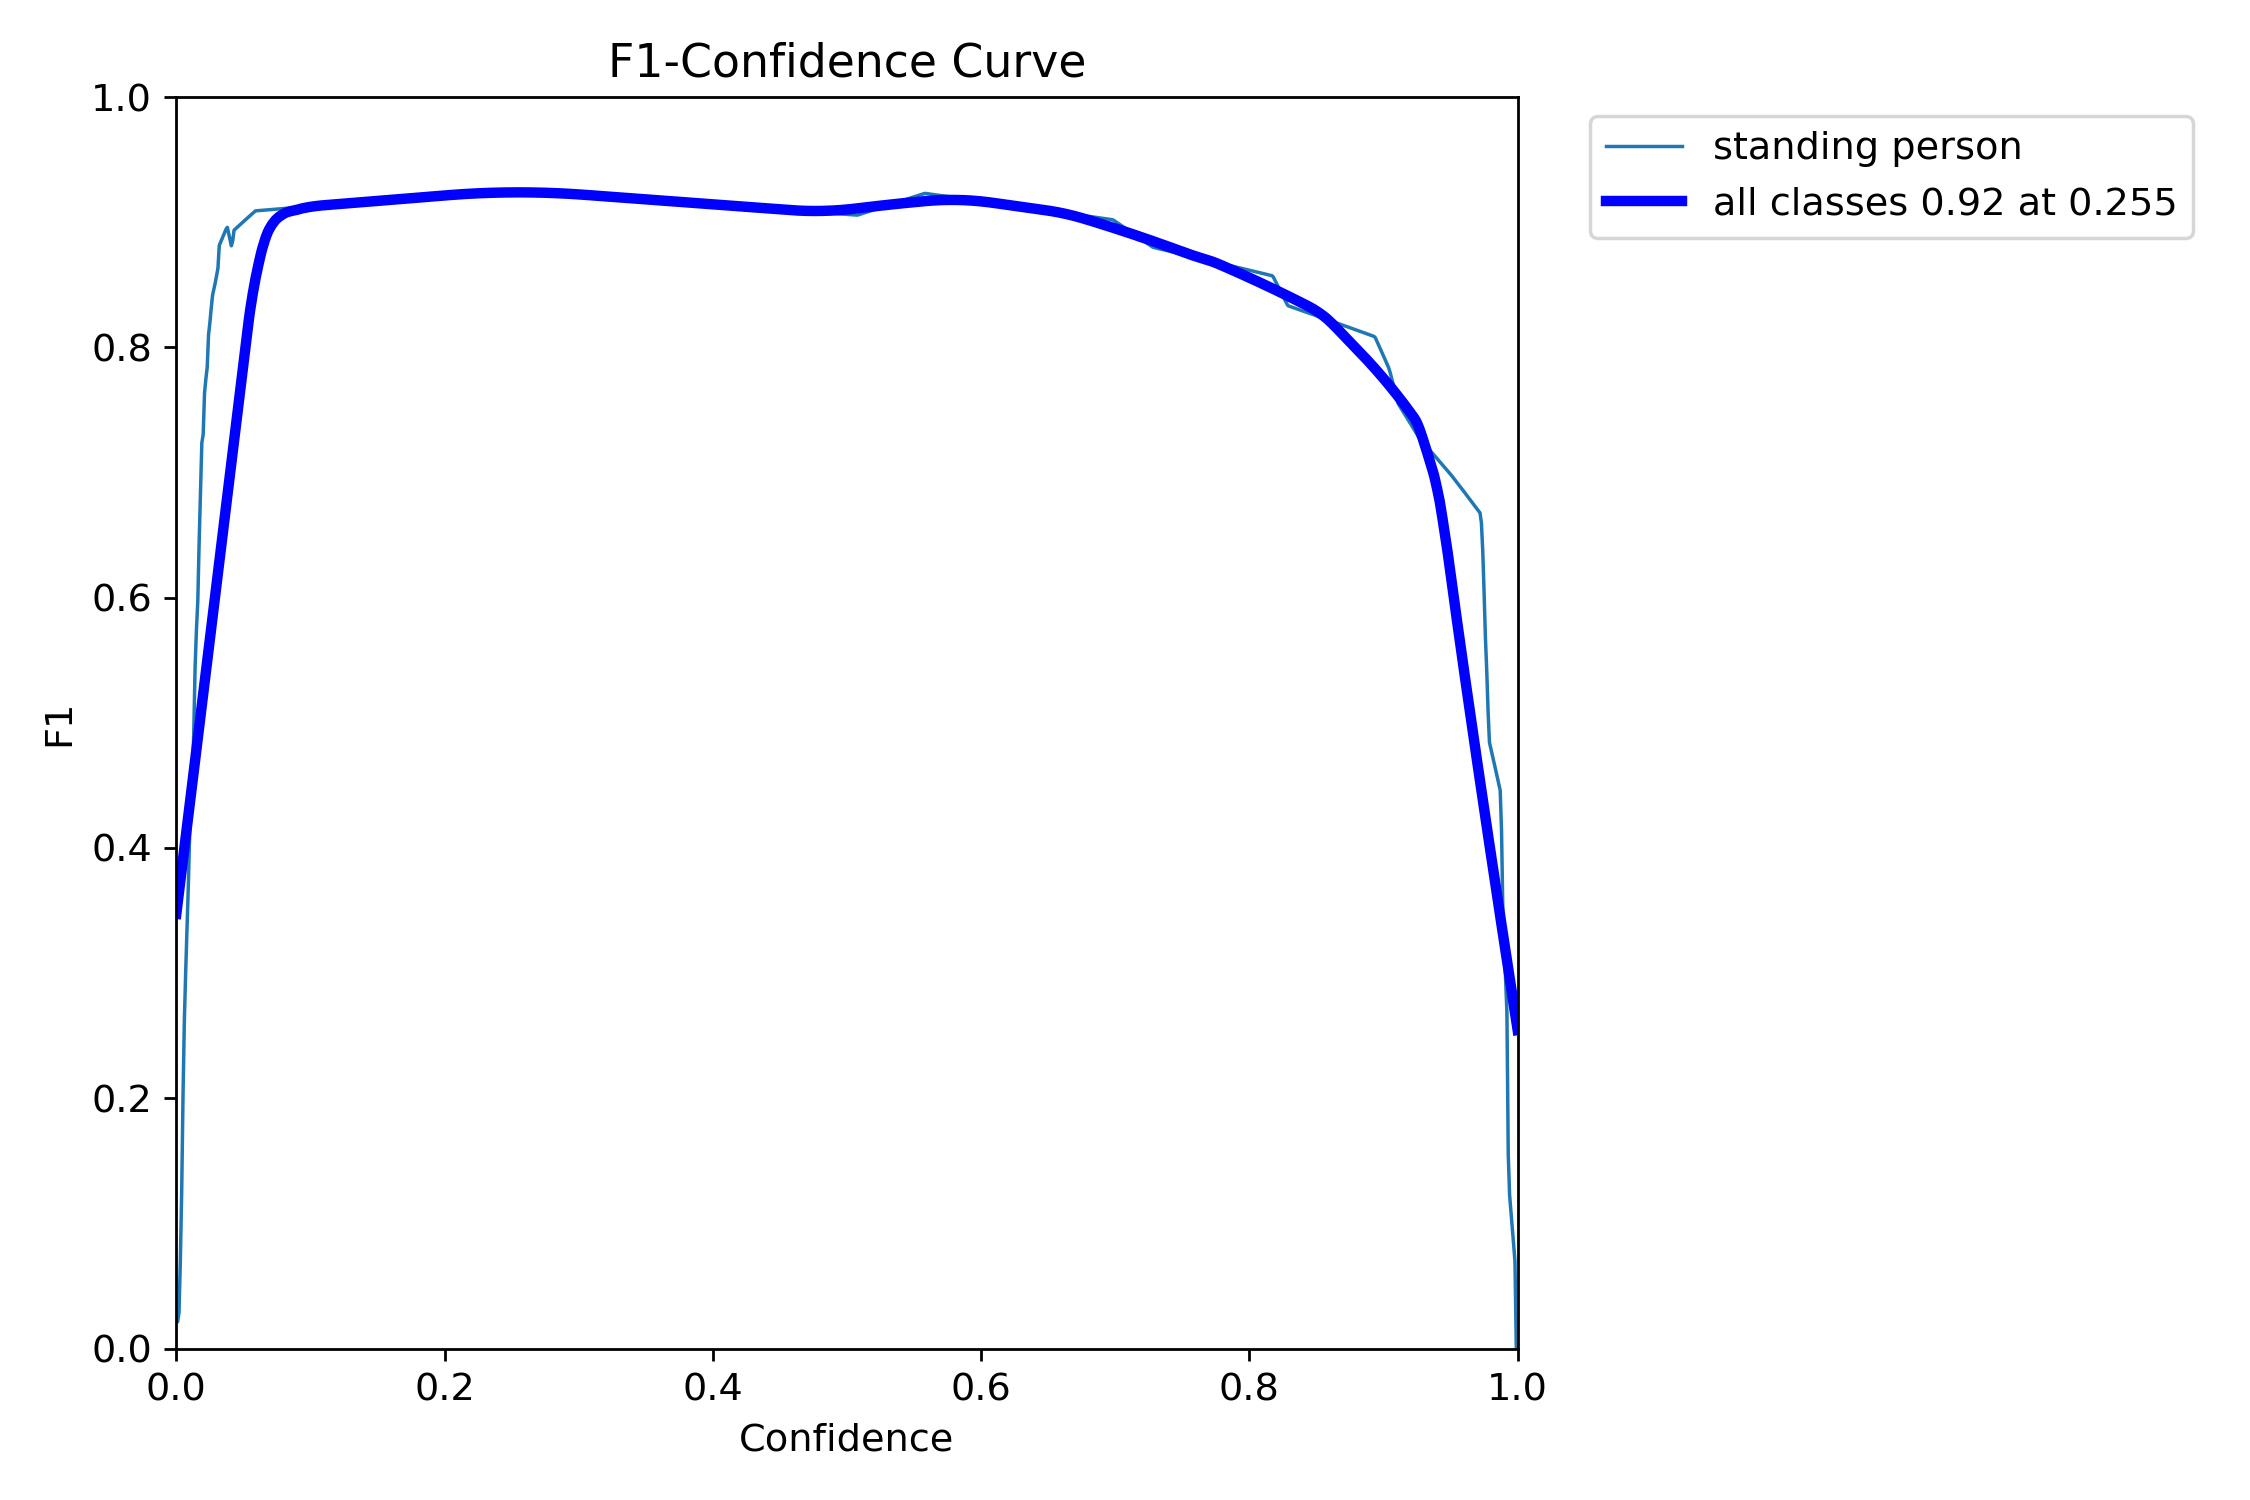 F1-Confidence Curve
1.0
0.8
0.6
0.4
0.2
0.0
F1
0.0 0.2 0.4 0.6 0.8 1.0
Confidence
standing person
all classes 0.92 at 0.255